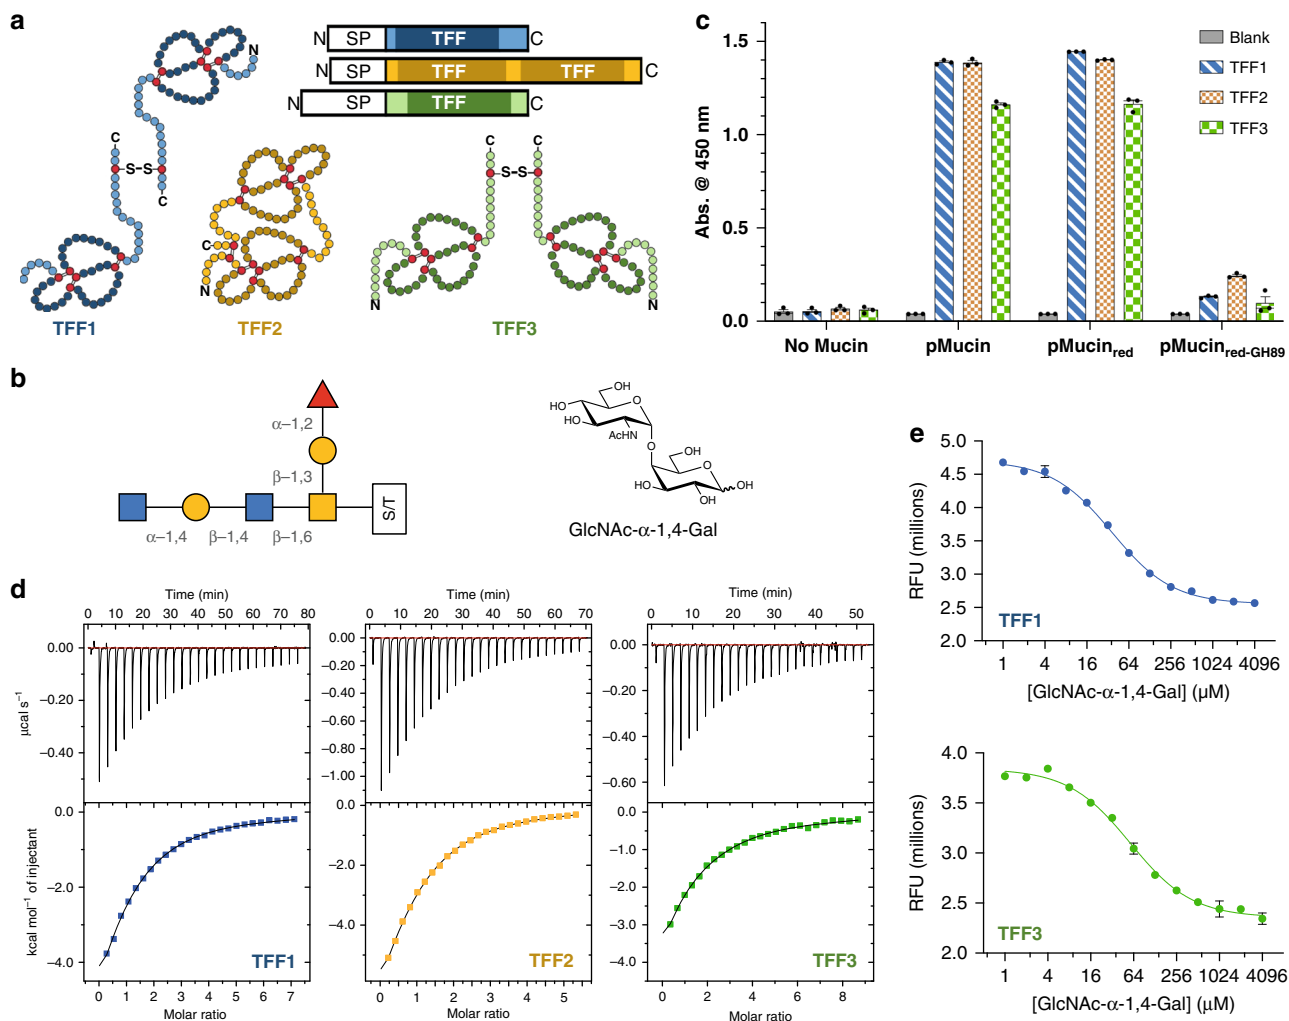 a
N SP TFF C
N SP TFF TFF C
N SP TFF C
N
C
S–S
C
TFF1
C
N
TFF2
C C
S–S
N N
TFF3
b
α–1,2
β–1,3
α–1,4 β–1,4 β–1,6
S/T
OH
HO
O
HO
AcHN
O
OH
O
HO
OH
OH
GlcNAc-α-1,4-Gal
c
Abs. @ 450 nm
1.5
1.0
0.5
0.0
No Mucin pMucin pMucinred pMucinred-GH89
Blank
TFF1
TFF2
TFF3
d
Time (min)
0 10 20 30 40 50 60 70 80
µcal s−1
0.00
−0.20
−0.40
kcal mol−1 of injectant
0.0
−2.0
−4.0
TFF1
0 1 2 3 4 5 6 7
Molar ratio
Time (min)
0 10 20 30 40 50 60 70
0.00
−0.20
−0.40
−0.60
−0.80
−1.00
0.0
−2.0
−4.0
TFF2
0 1 2 3 4 5
Molar ratio
Time (min)
0 10 20 30 40 50
0.00
−0.20
−0.40
−0.60
0.0
−1.0
−2.0
−3.0
−4.0
TFF3
0 2 4 6 8
Molar ratio
e
RFU (millions)
5.0
4.5
4.0
3.5
3.0
2.5
2.0
TFF1
1 4 16 64 256 1024 4096
[GlcNAc-α-1,4-Gal] (µM)
RFU (millions)
4.0
3.5
3.0
2.5
2.0
TFF3
1 4 16 64 256 1024 4096
[GlcNAc-α-1,4-Gal] (µM)